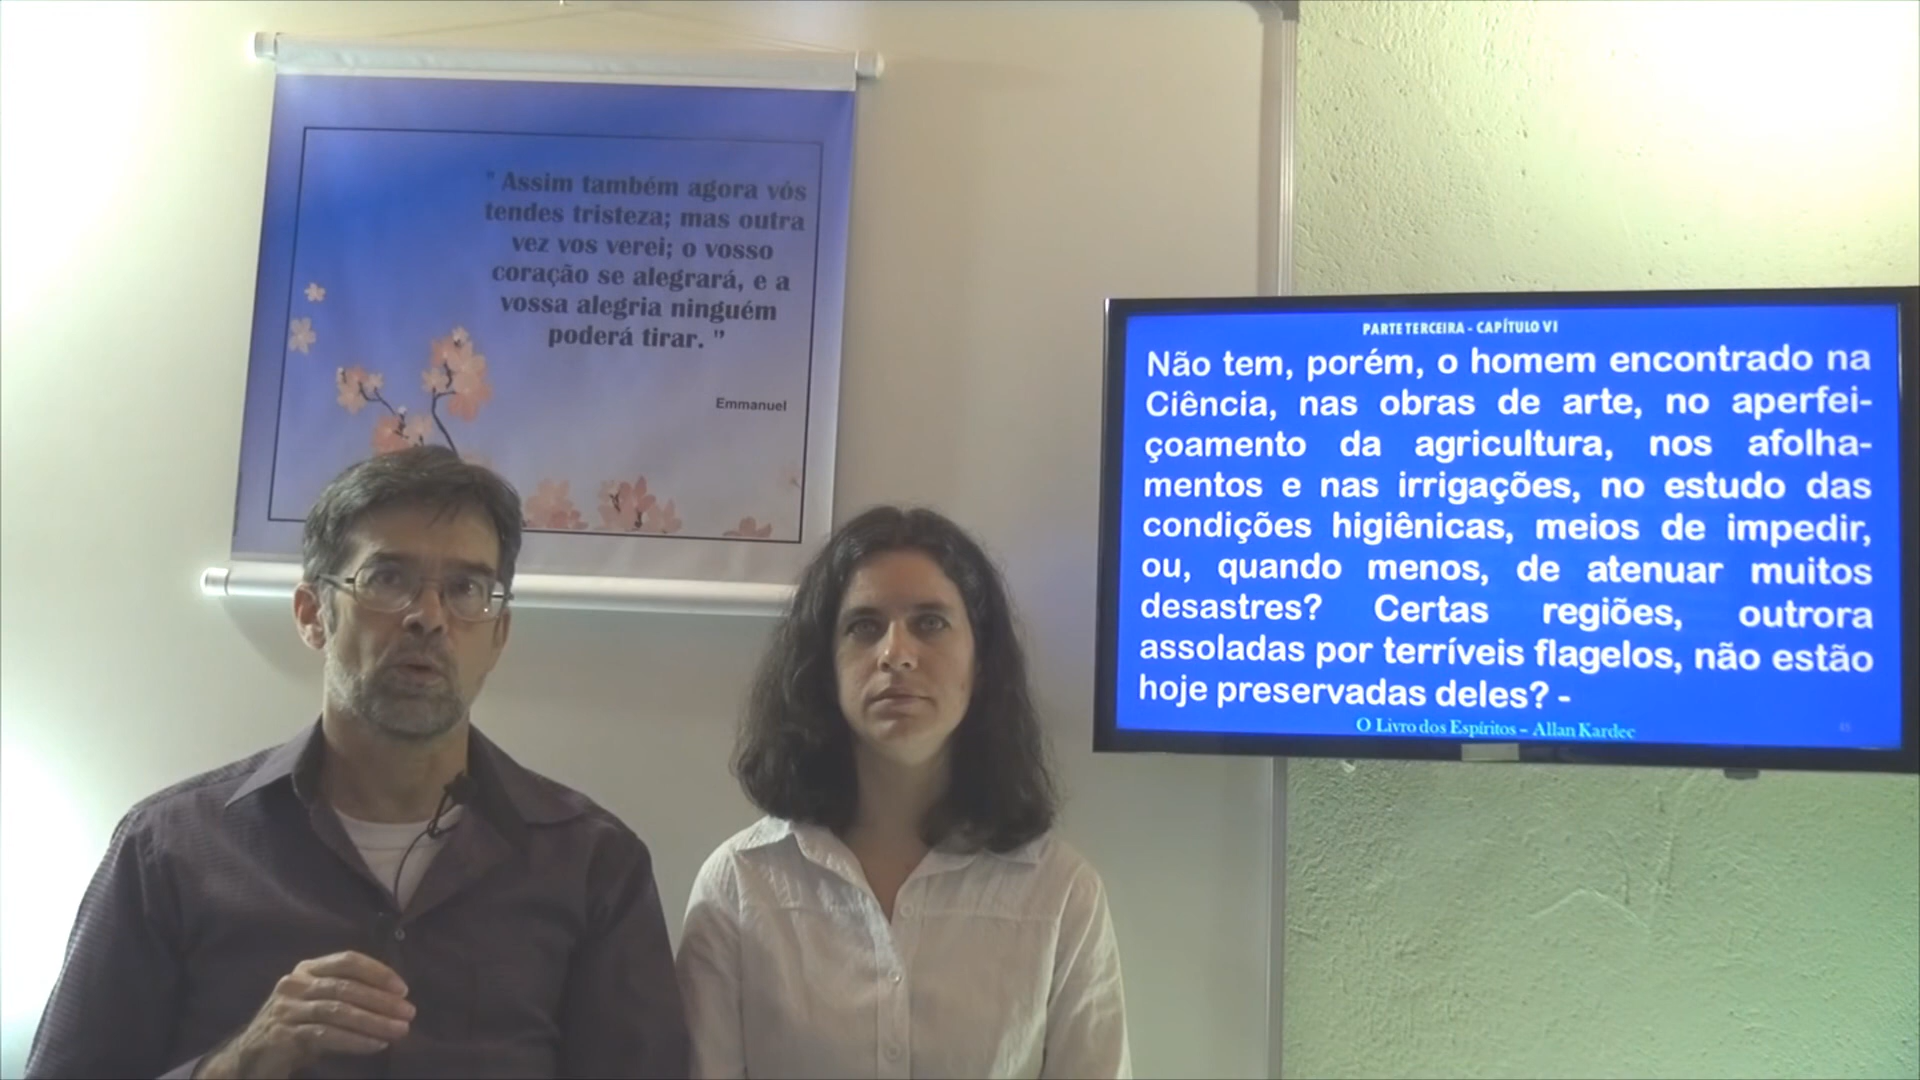 " Assim também agora vós
tendes tristeza; mas outra
vez vos verei; o vosso
coração se alegrará, e a
vossa alegria ninguém
poderá tirar. "
Emmanuel
PARTE TERCEIRA - CAPÍTULO VI
Não tem, porém, o homem encontrado na
Ciência, nas obras de arte, no aperfei-
çoamento da agricultura, nos afolha-
mentos e nas irrigações, no estudo das
condições higiênicas, meios de impedir,
ou, quando menos, de atenuar muitos
desastres? Certas regiões, outrora
assoladas por terríveis flagelos, não estão
hoje preservadas deles? -
O Livro dos Espíritos – Allan Kardec